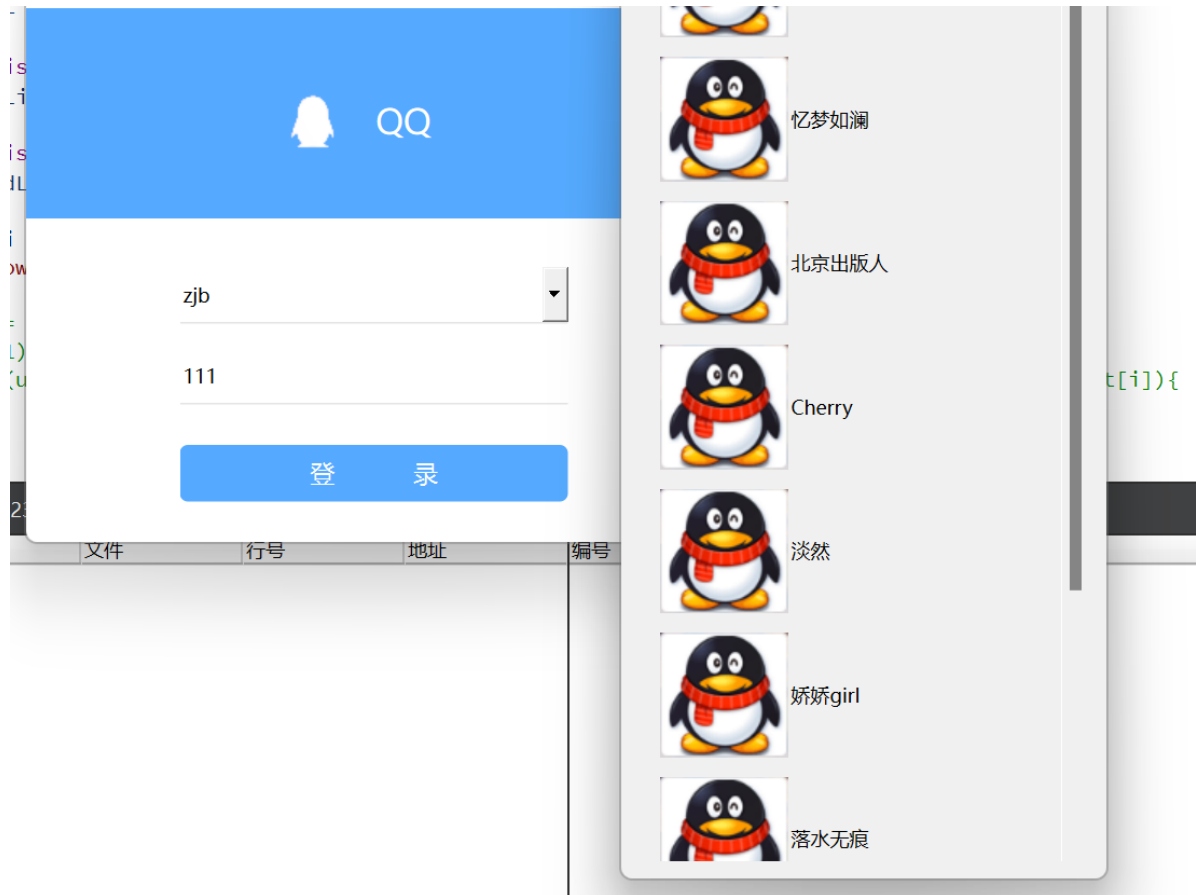 QQ
zjb
111
登 录
忆梦如澜
北京出版人
Cherry
淡然
娇娇girl
落水无痕
t[i]){
文件 行号 地址 编号